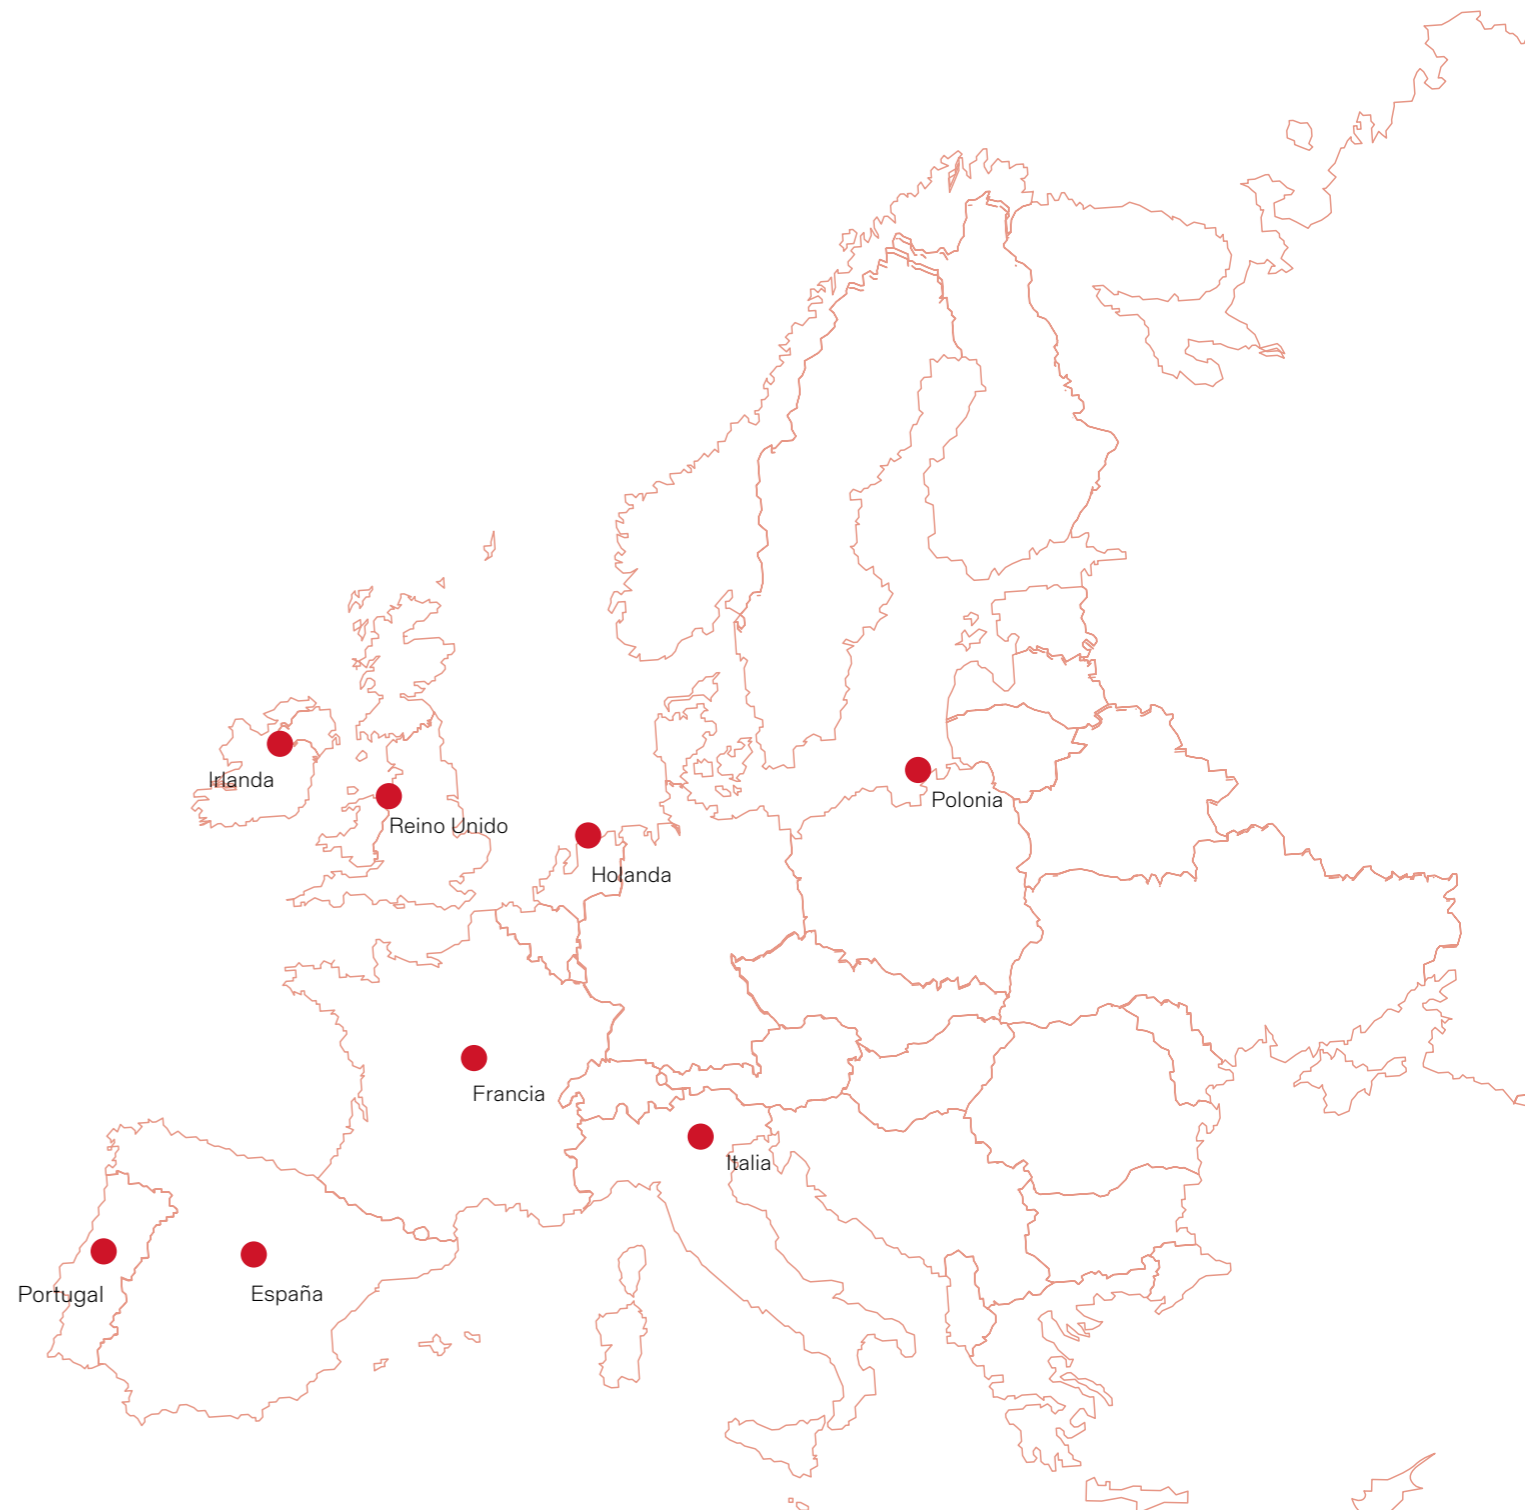 Irlanda
Polonia
Reino Unido
Holanda
Francia
Italia
Portugal
España